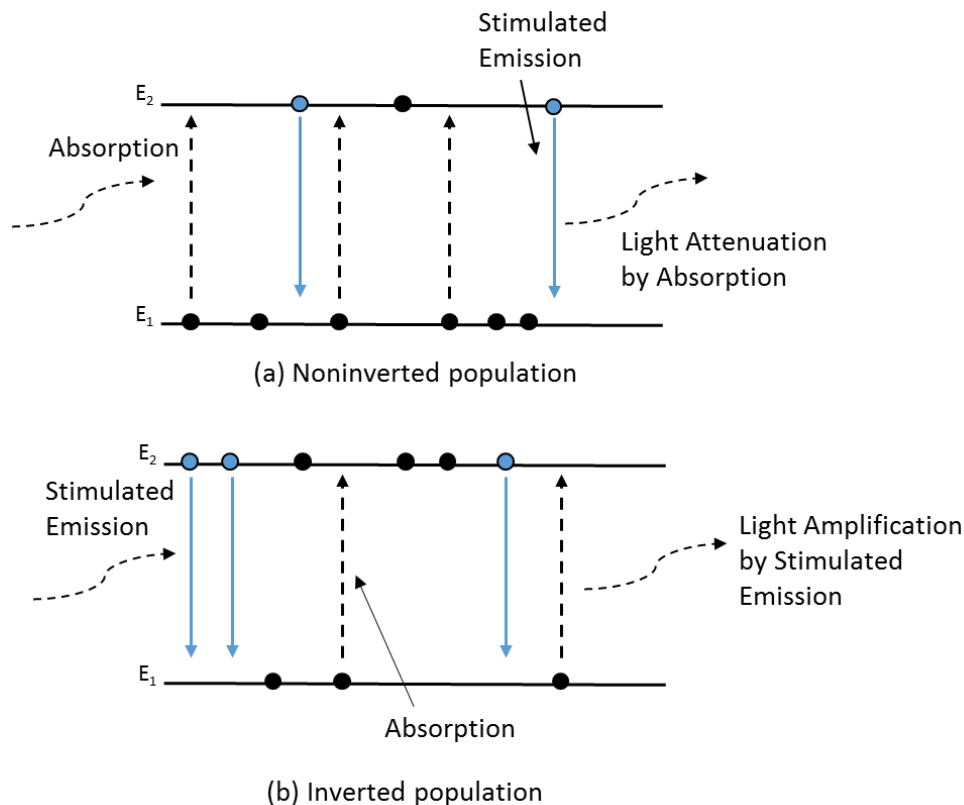 Stimulated
Emission
E2
Absorption
Light Attenuation
by Absorption
E1
(a) Noninverted population
E2
Stimulated
Emission
Light Amplification
by Stimulated
Emission
E1
Absorption
(b) Inverted population